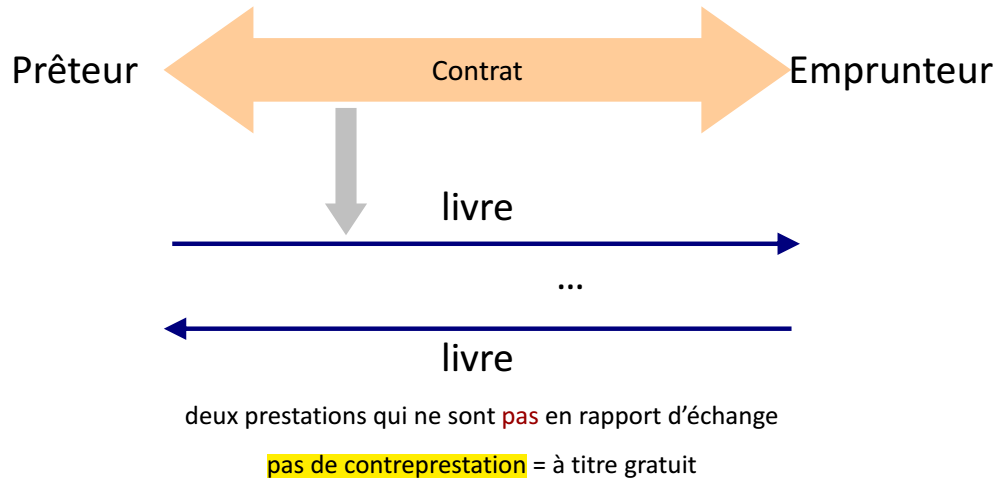 Prêteur
Contrat
Emprunteur
livre
...
livre
deux prestations qui ne sont pas en rapport d’échange
pas de contreprestation = à titre gratuit